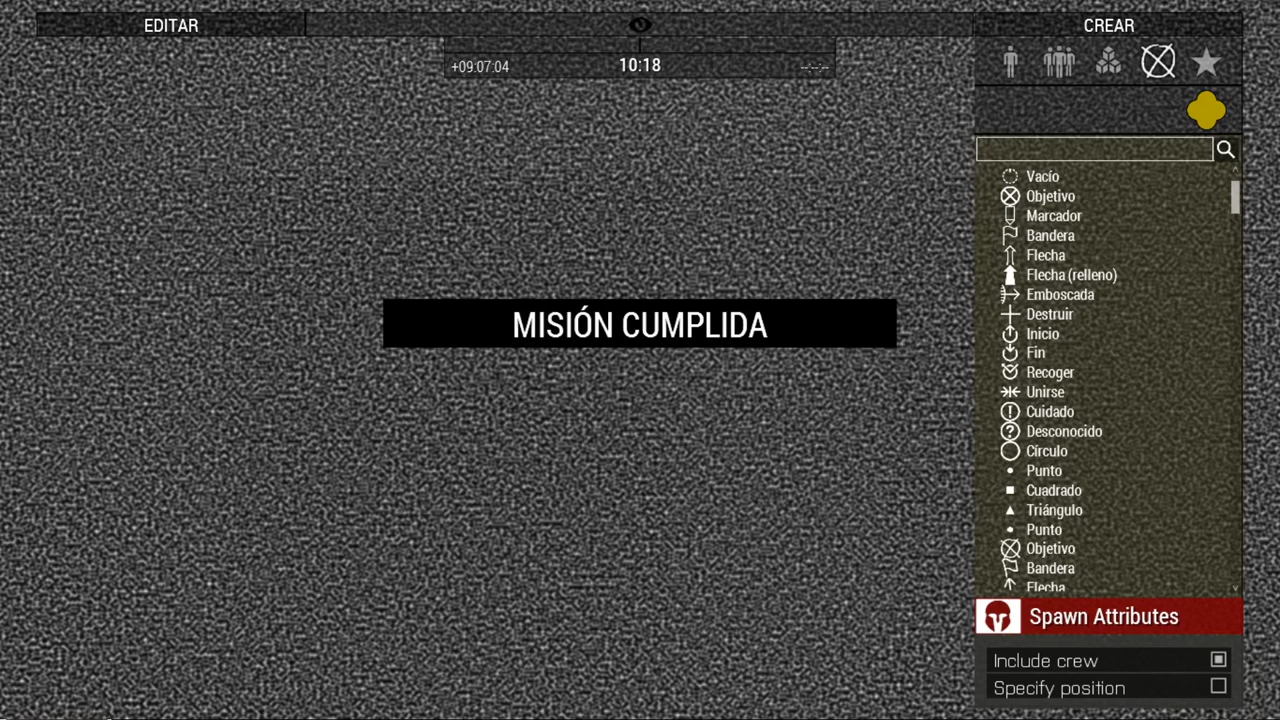 EDITAR
CREAR
+09:07:04
10:18
--:--:--
MISIÓN CUMPLIDA
Vacío
Objetivo
Marcador
Bandera
Flecha
Flecha (relleno)
Emboscada
Destruir
Inicio
Fin
Recoger
Unirse
Cuidado
Desconocido
Círculo
Punto
Cuadrado
Triángulo
Punto
Objetivo
Bandera
Flecha
Spawn Attributes
Include crew
Specify position